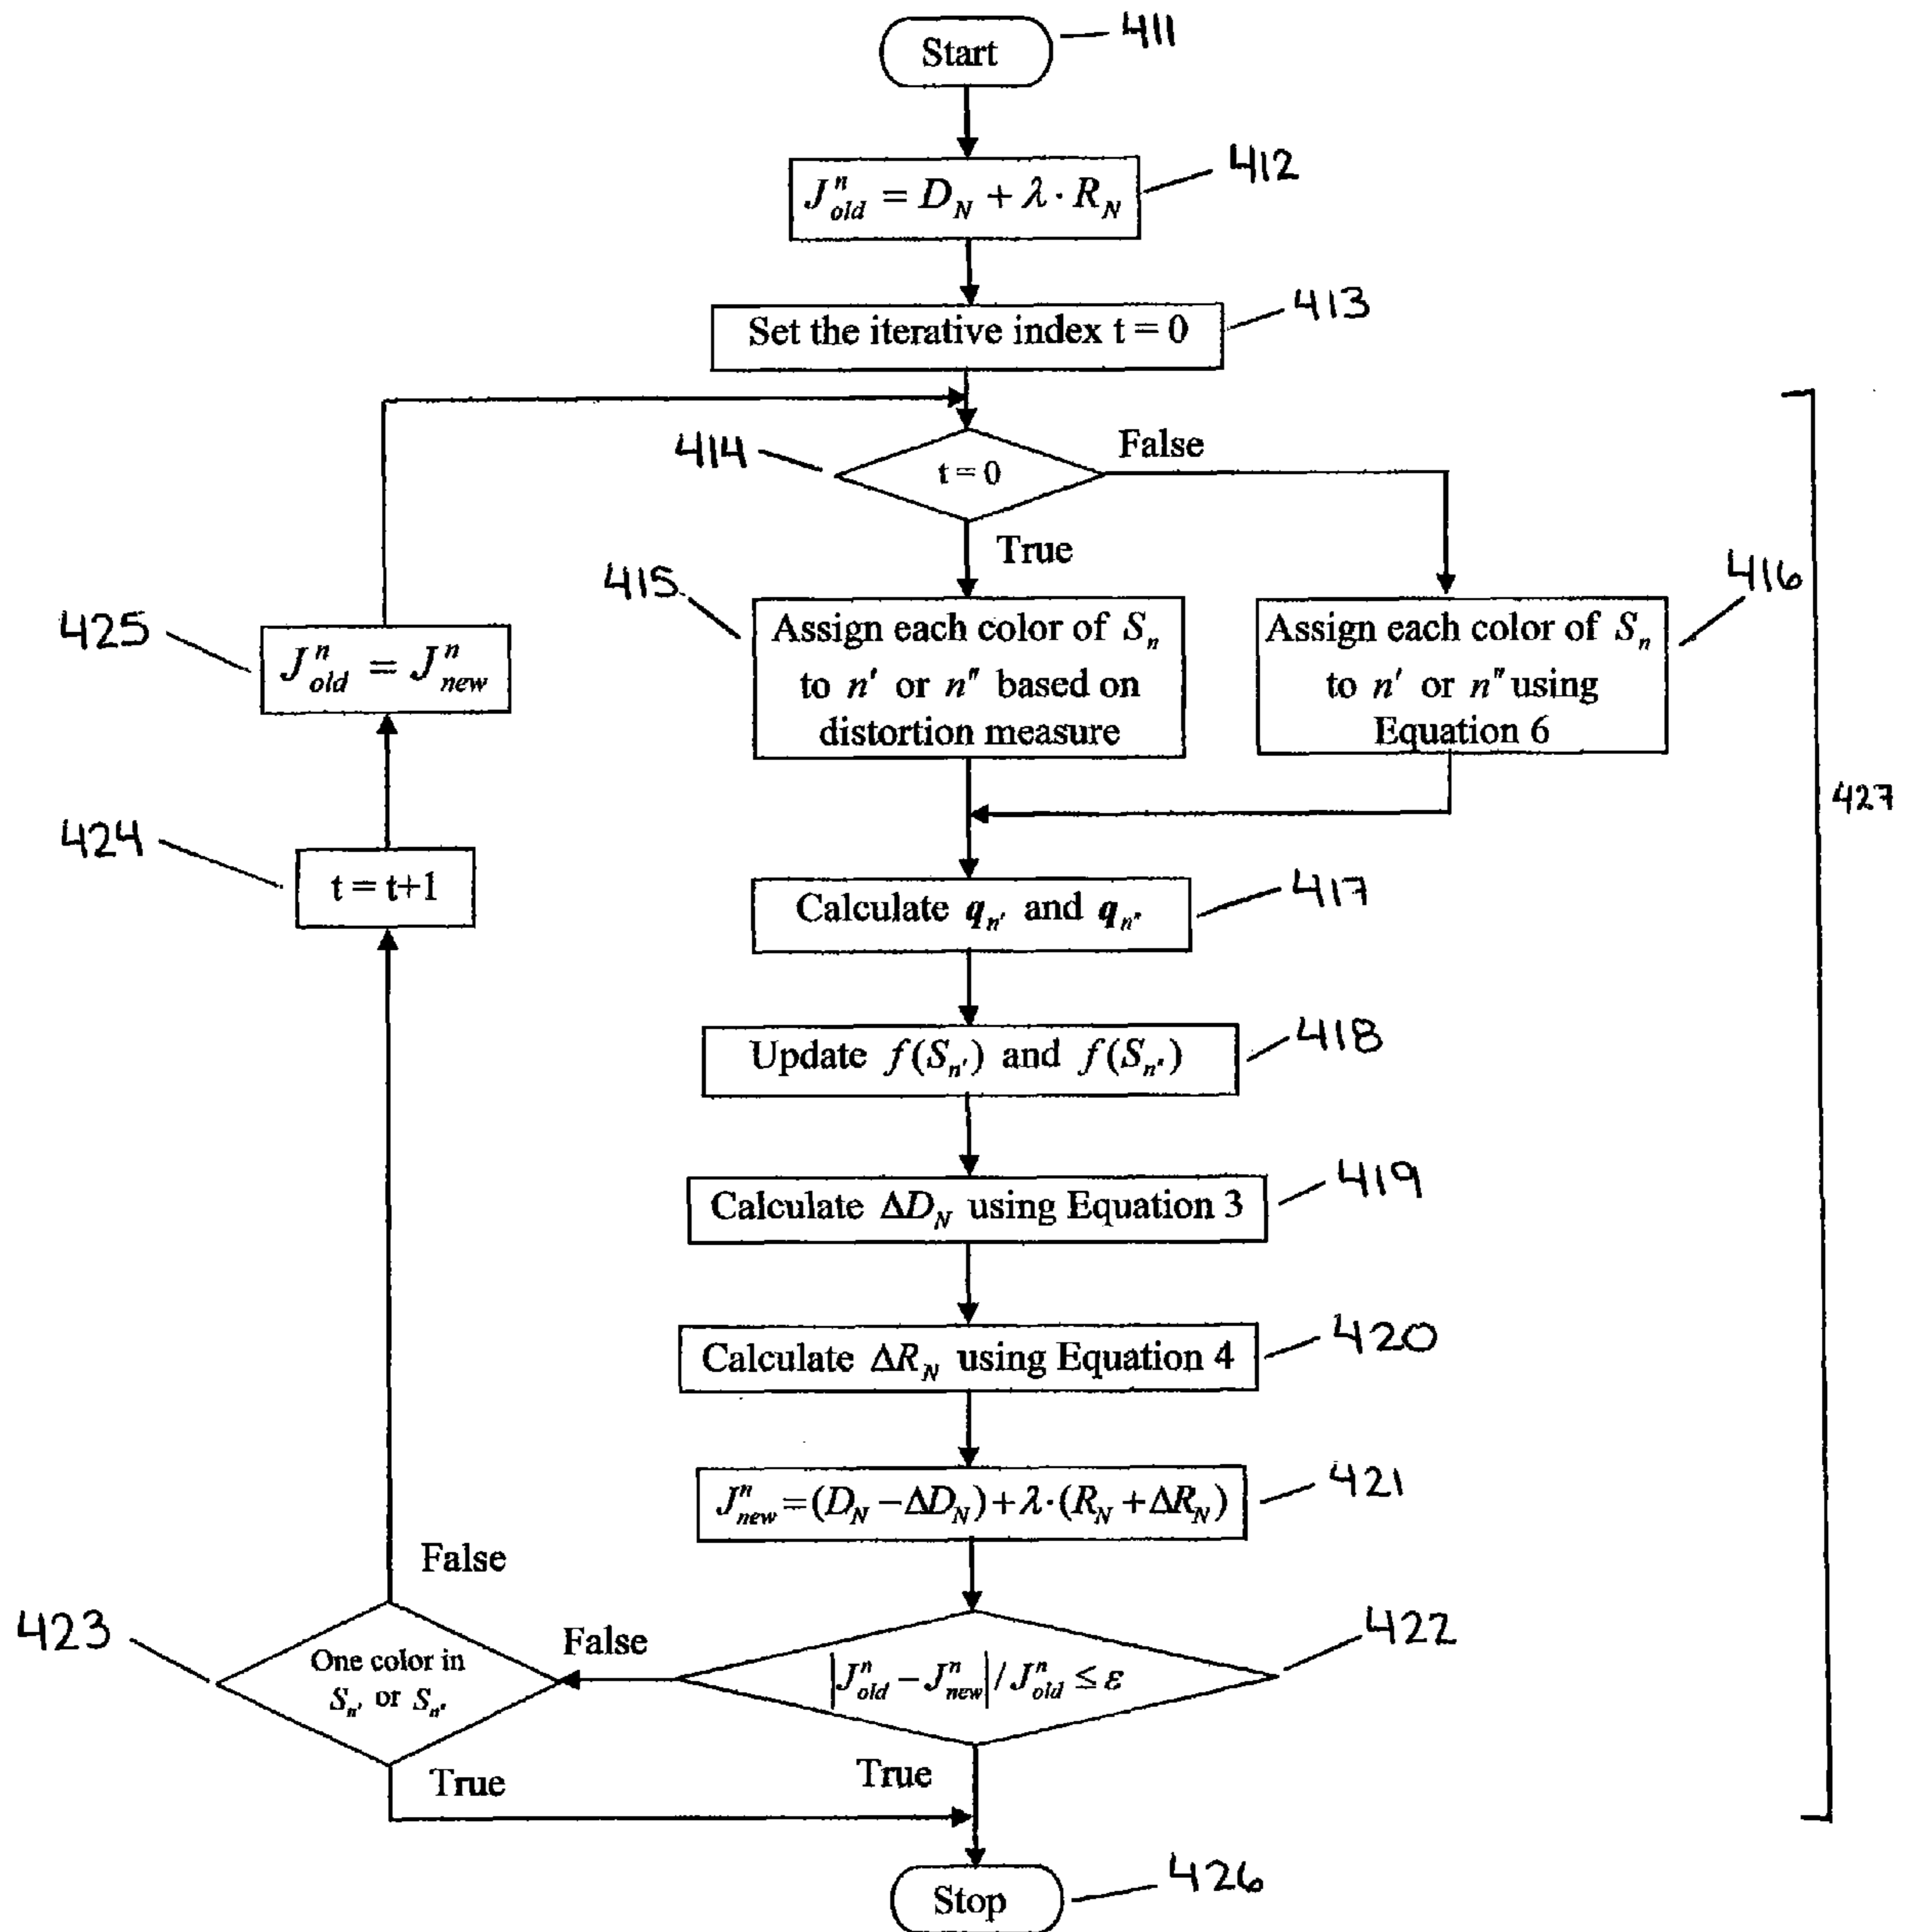 Start
411
J^n_old = D_N + λ · R_N
412
Set the iterative index t = 0
413
414
t = 0
False
True
415
Assign each color of S_n
to n' or n" based on
distortion measure
416
Assign each color of S_n
to n' or n" using
Equation 6
425
J^n_old = J^n_new
427
424
t = t+1
Calculate q_n' and q_n"
417
Update f(S_n') and f(S_n")
418
Calculate ΔD_N using Equation 3
419
Calculate ΔR_N using Equation 4
420
J^n_new = (D_N − ΔD_N) + λ · (R_N + ΔR_N)
421
False
423
One color in
S_n' or S_n"
False
|J^n_old − J^n_new| / J^n_old ≤ ε
422
True
True
Stop
426